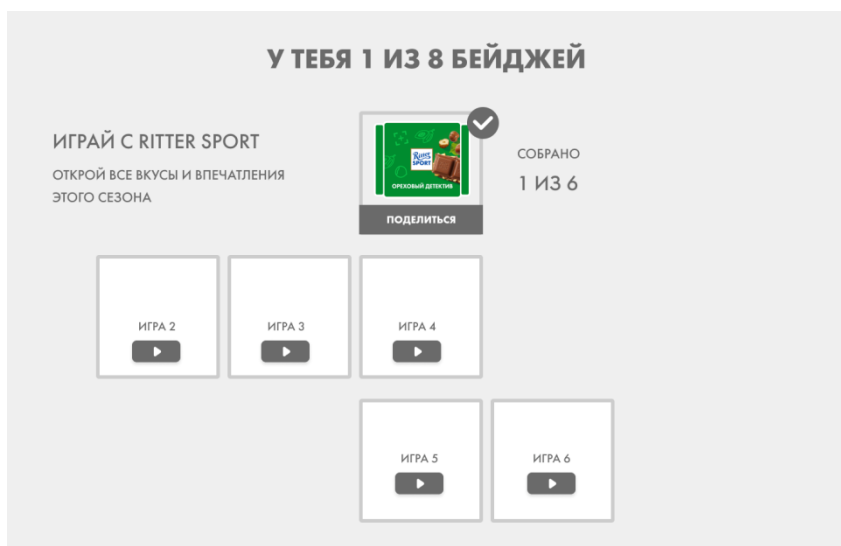 У ТЕБЯ 1 ИЗ 8 БЕЙДЖЕЙ
ИГРАЙ С RITTER SPORT
ОТКРОЙ ВСЕ ВКУСЫ И ВПЕЧАТЛЕНИЯ
ЭТОГО СЕЗОНА
Ritter
SPORT
ОРЕХОВЫЙ ДЕТЕКТИВ
ПОДЕЛИТЬСЯ
СОБРАНО
1 ИЗ 6
ИГРА 2
ИГРА 3
ИГРА 4
ИГРА 5
ИГРА 6